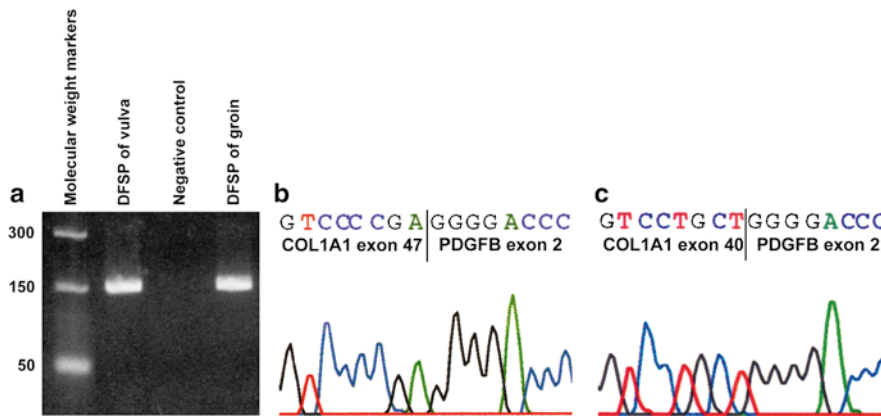 Molecular weight markers
DFSP of vulva
Negative control
DFSP of groin
a
300
150
50
b
GTCCCCGA GGGGACCC
COL1A1 exon 47 PDGFB exon 2
c
GTCCTGCT GGGGACCC
COL1A1 exon 40 PDGFB exon 2